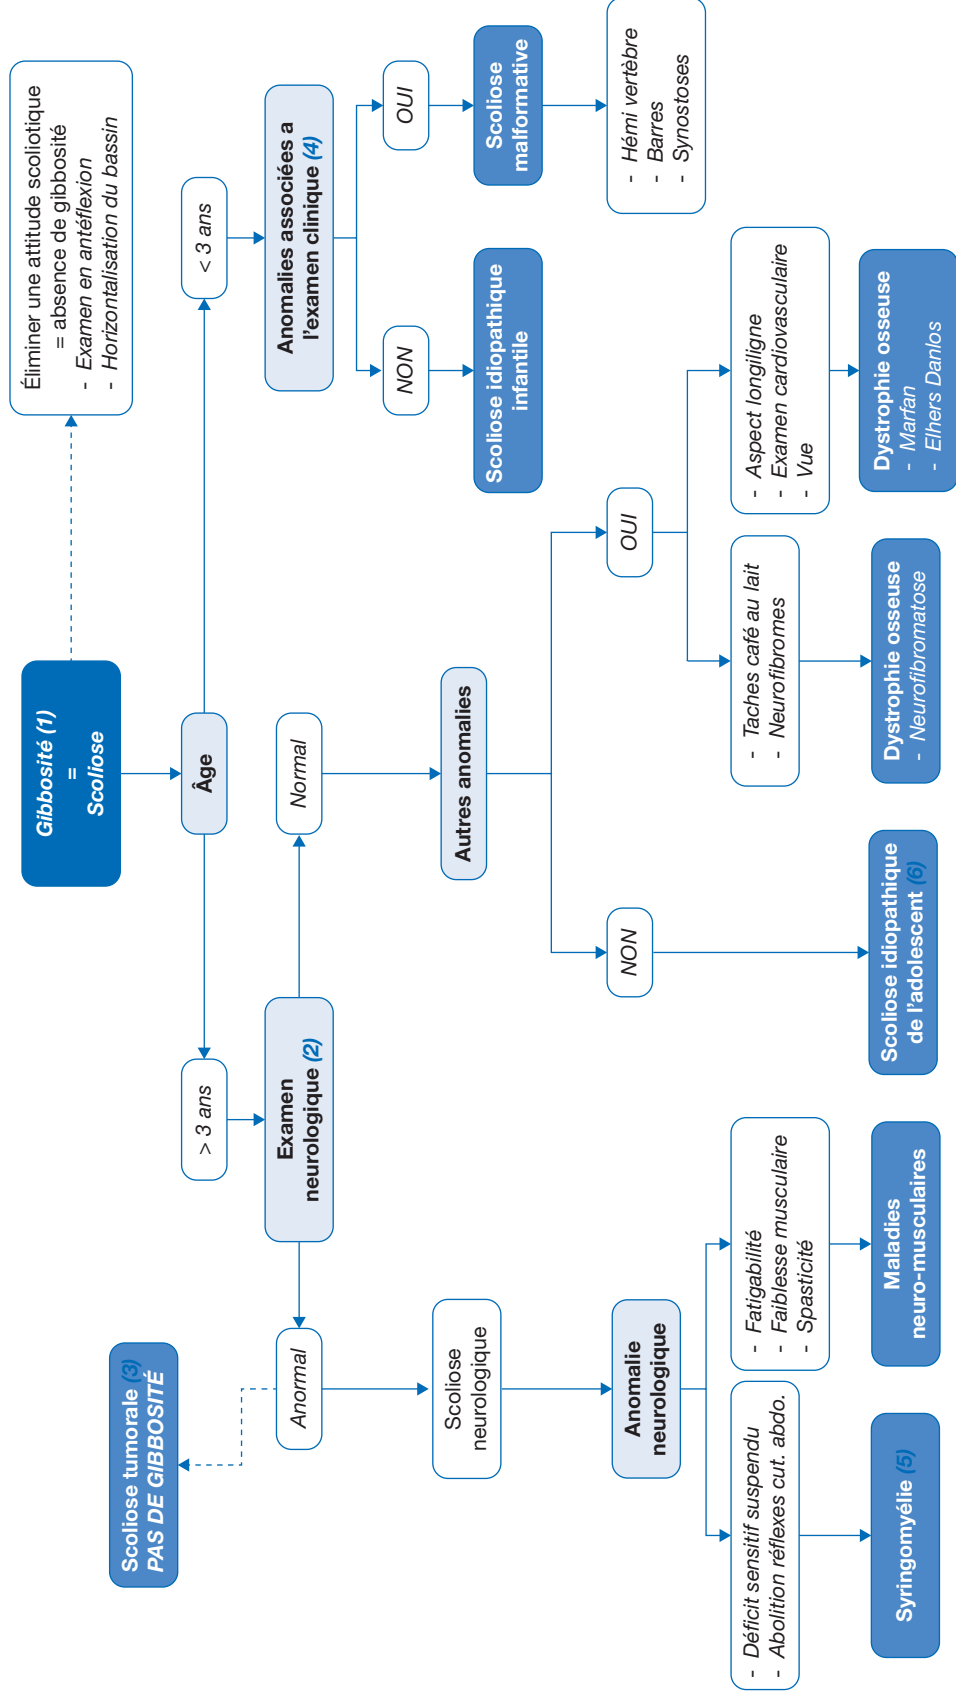 Gibbosité (1)
=
Scoliose
Éliminer une attitude scoliotique
= absence de gibbosité
- Examen en antéflexion
- Horizontalisation du bassin
Âge
> 3 ans
< 3 ans
Examen
neurologique (2)
Anomalies associées a
l'examen clinique (4)
Scoliose tumorale (3)
PAS DE GIBBOSITÉ
Anormal
Normal
NON
OUI
Scoliose
neurologique
Autres anomalies
Scoliose idiopathique
infantile
Scoliose
malformative
- Hémi vertèbre
- Barres
- Synostoses
Anomalie
neurologique
NON
OUI
- Déficit sensitif suspendu
- Abolition réflexes cut. abdo.
- Fatigabilité
- Faiblesse musculaire
- Spasticité
- Taches café au lait
- Neurofibromes
- Aspect longiligne
- Examen cardiovasculaire
- Vue
Syringomyélie (5)
Maladies
neuro-musculaires
Scoliose idiopathique
de l'adolescent (6)
Dystrophie osseuse
- Neurofibromatose
Dystrophie osseuse
- Marfan
- Elhers Danlos